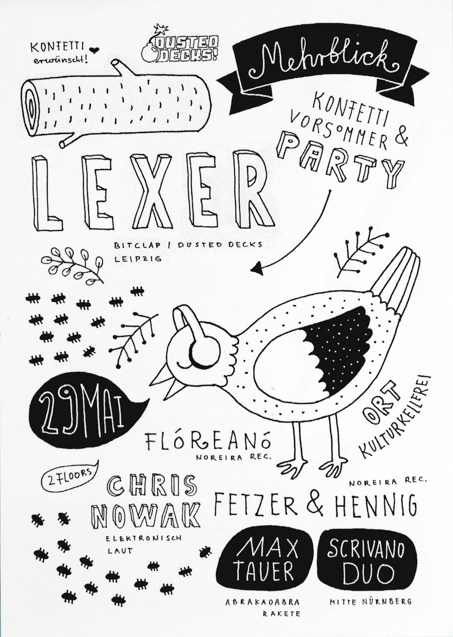 KONFETTI
erwünscht!
DUSTED
DECKS!
Mehrblick
KONFETTI
VORSOMMER &
PARTY
LEXER
BITCLAP / DUSTED DECKS
LEIPZIG
29 MAI
FLÓREANÓ
NOREIRA REC.
ORT
KULTURKELLEREI
2 FLOORS
CHRIS
NOWAK
ELEKTRONISCH
LAUT
NOREIRA REC.
FETZER & HENNIG
MAX
TAUER
ABRAKADABRA
RAKETE
SCRIVANO
DUO
MITTE NÜRNBERG